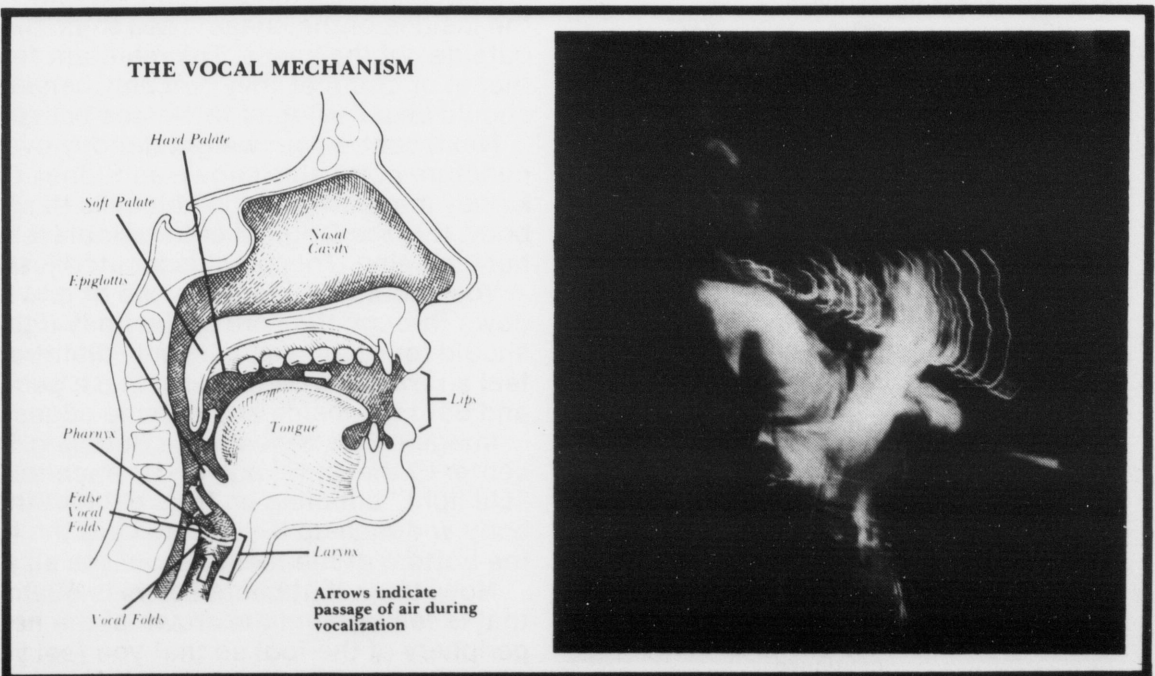 THE VOCAL MECHANISM
Hard Palate
Soft Palate
Nasal
Cavity
Epiglottis
Lips
Tongue
Pharnyx
False
Vocal
Folds
Larynx
Vocal Folds
Arrows indicate
passage of air during
vocalization